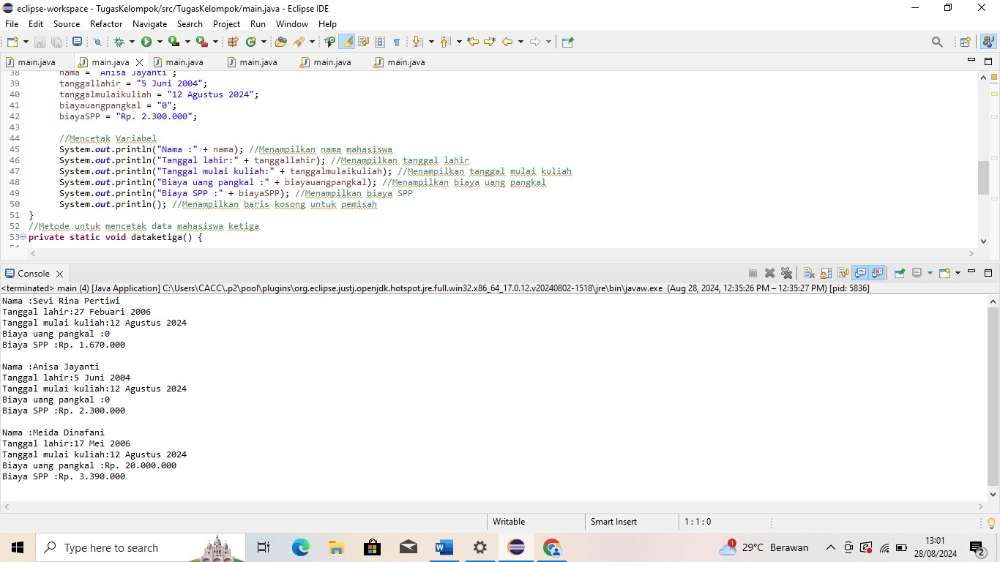 eclipse-workspace - TugasKelompok/src/TugasKelompok/main.java - Eclipse IDE
File Edit Source Refactor Navigate Search Project Run Window Help
main.java main.java main.java main.java main.java main.java
38 nama = "Anisa Jayanti";
39 tanggallahir = "5 Juni 2004";
40 tanggalmulaikuliah = "12 Agustus 2024";
41 biayauangpangkal = "0";
42 biayaSPP = "Rp. 2.300.000";
43
44 //Mencetak Variabel
45 System.out.println("Nama :" + nama); //Menampilkan nama mahasiswa
46 System.out.println("Tanggal lahir:" + tanggallahir); //Menampilkan tanggal lahir
47 System.out.println("Tanggal mulai kuliah:" + tanggalmulaikuliah); //Menampilkan tanggal mulai kuliah
48 System.out.println("Biaya uang pangkal :" + biayauangpangkal); //Menampilkan biaya uang pangkal
49 System.out.println("Biaya SPP :" + biayaSPP); //Menampilkan biaya SPP
50 System.out.println(); //Menampilkan baris kosong untuk pemisah
51 }
52 //Metode untuk mencetak data mahasiswa ketiga
53 private static void dataketiga() {
Console
<terminated> main (4) [Java Application] C:\Users\CACC\.p2\pool\plugins\org.eclipse.justj.openjdk.hotspot.jre.full.win32.x86_64_17.0.12.v20240802-1518\jre\bin\javaw.exe (Aug 28, 2024, 12:35:26 PM – 12:35:27 PM) [pid: 5836]
Nama :Sevi Rina Pertiwi
Tanggal lahir:27 Febuari 2006
Tanggal mulai kuliah:12 Agustus 2024
Biaya uang pangkal :0
Biaya SPP :Rp. 1.670.000
Nama :Anisa Jayanti
Tanggal lahir:5 Juni 2004
Tanggal mulai kuliah:12 Agustus 2024
Biaya uang pangkal :0
Biaya SPP :Rp. 2.300.000
Nama :Meida Dinafani
Tanggal lahir:17 Mei 2006
Tanggal mulai kuliah:12 Agustus 2024
Biaya uang pangkal :Rp. 20.000.000
Biaya SPP :Rp. 3.390.000
Writable Smart Insert 1 : 1 : 0
Type here to search
1 29°C Berawan
13:01
28/08/2024
2